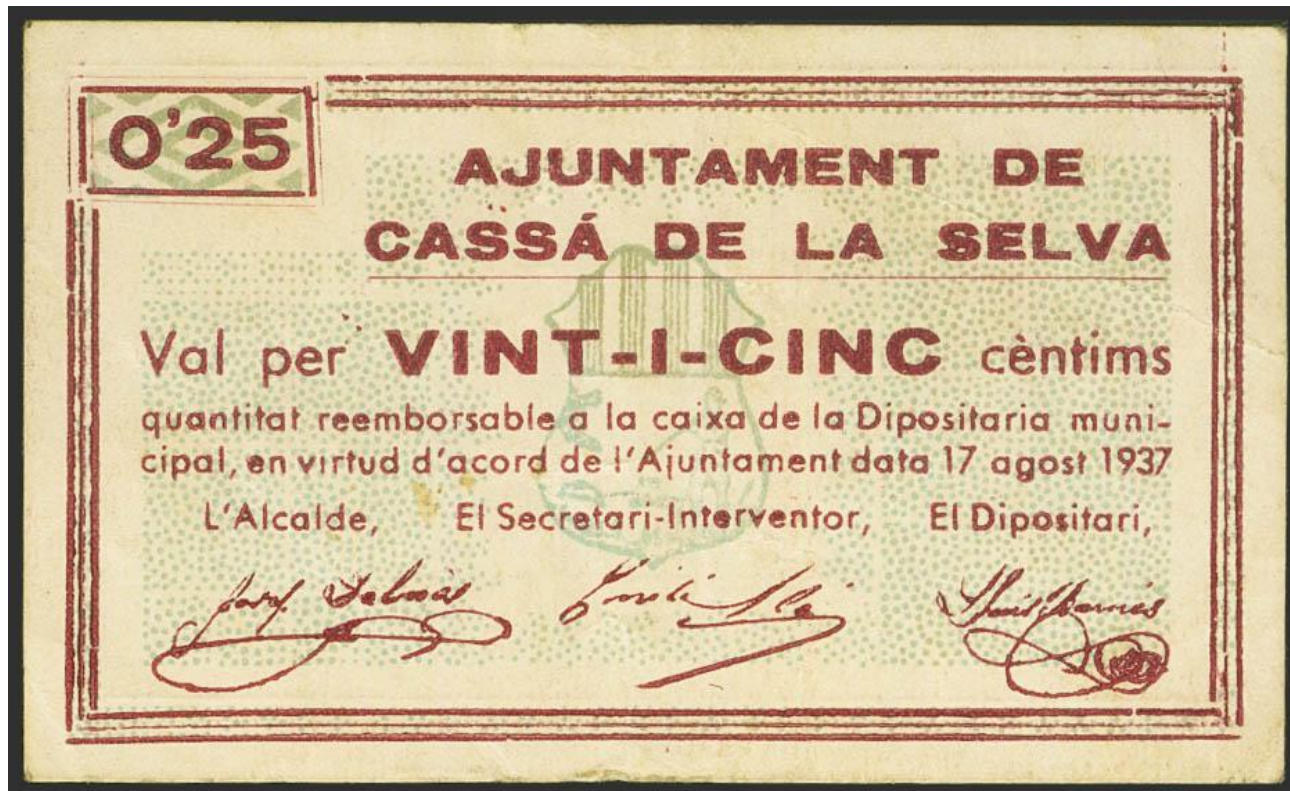 0'25
AJUNTAMENT DE
CASSÁ DE LA SELVA
Val per VINT-I-CINC cèntims
quantitat reemborsable a la caixa de la Dipositaria muni-
cipal, en virtud d'acord de l'Ajuntament data 17 agost 1937
L'Alcalde, El Secretari-Interventor, El Dipositari,